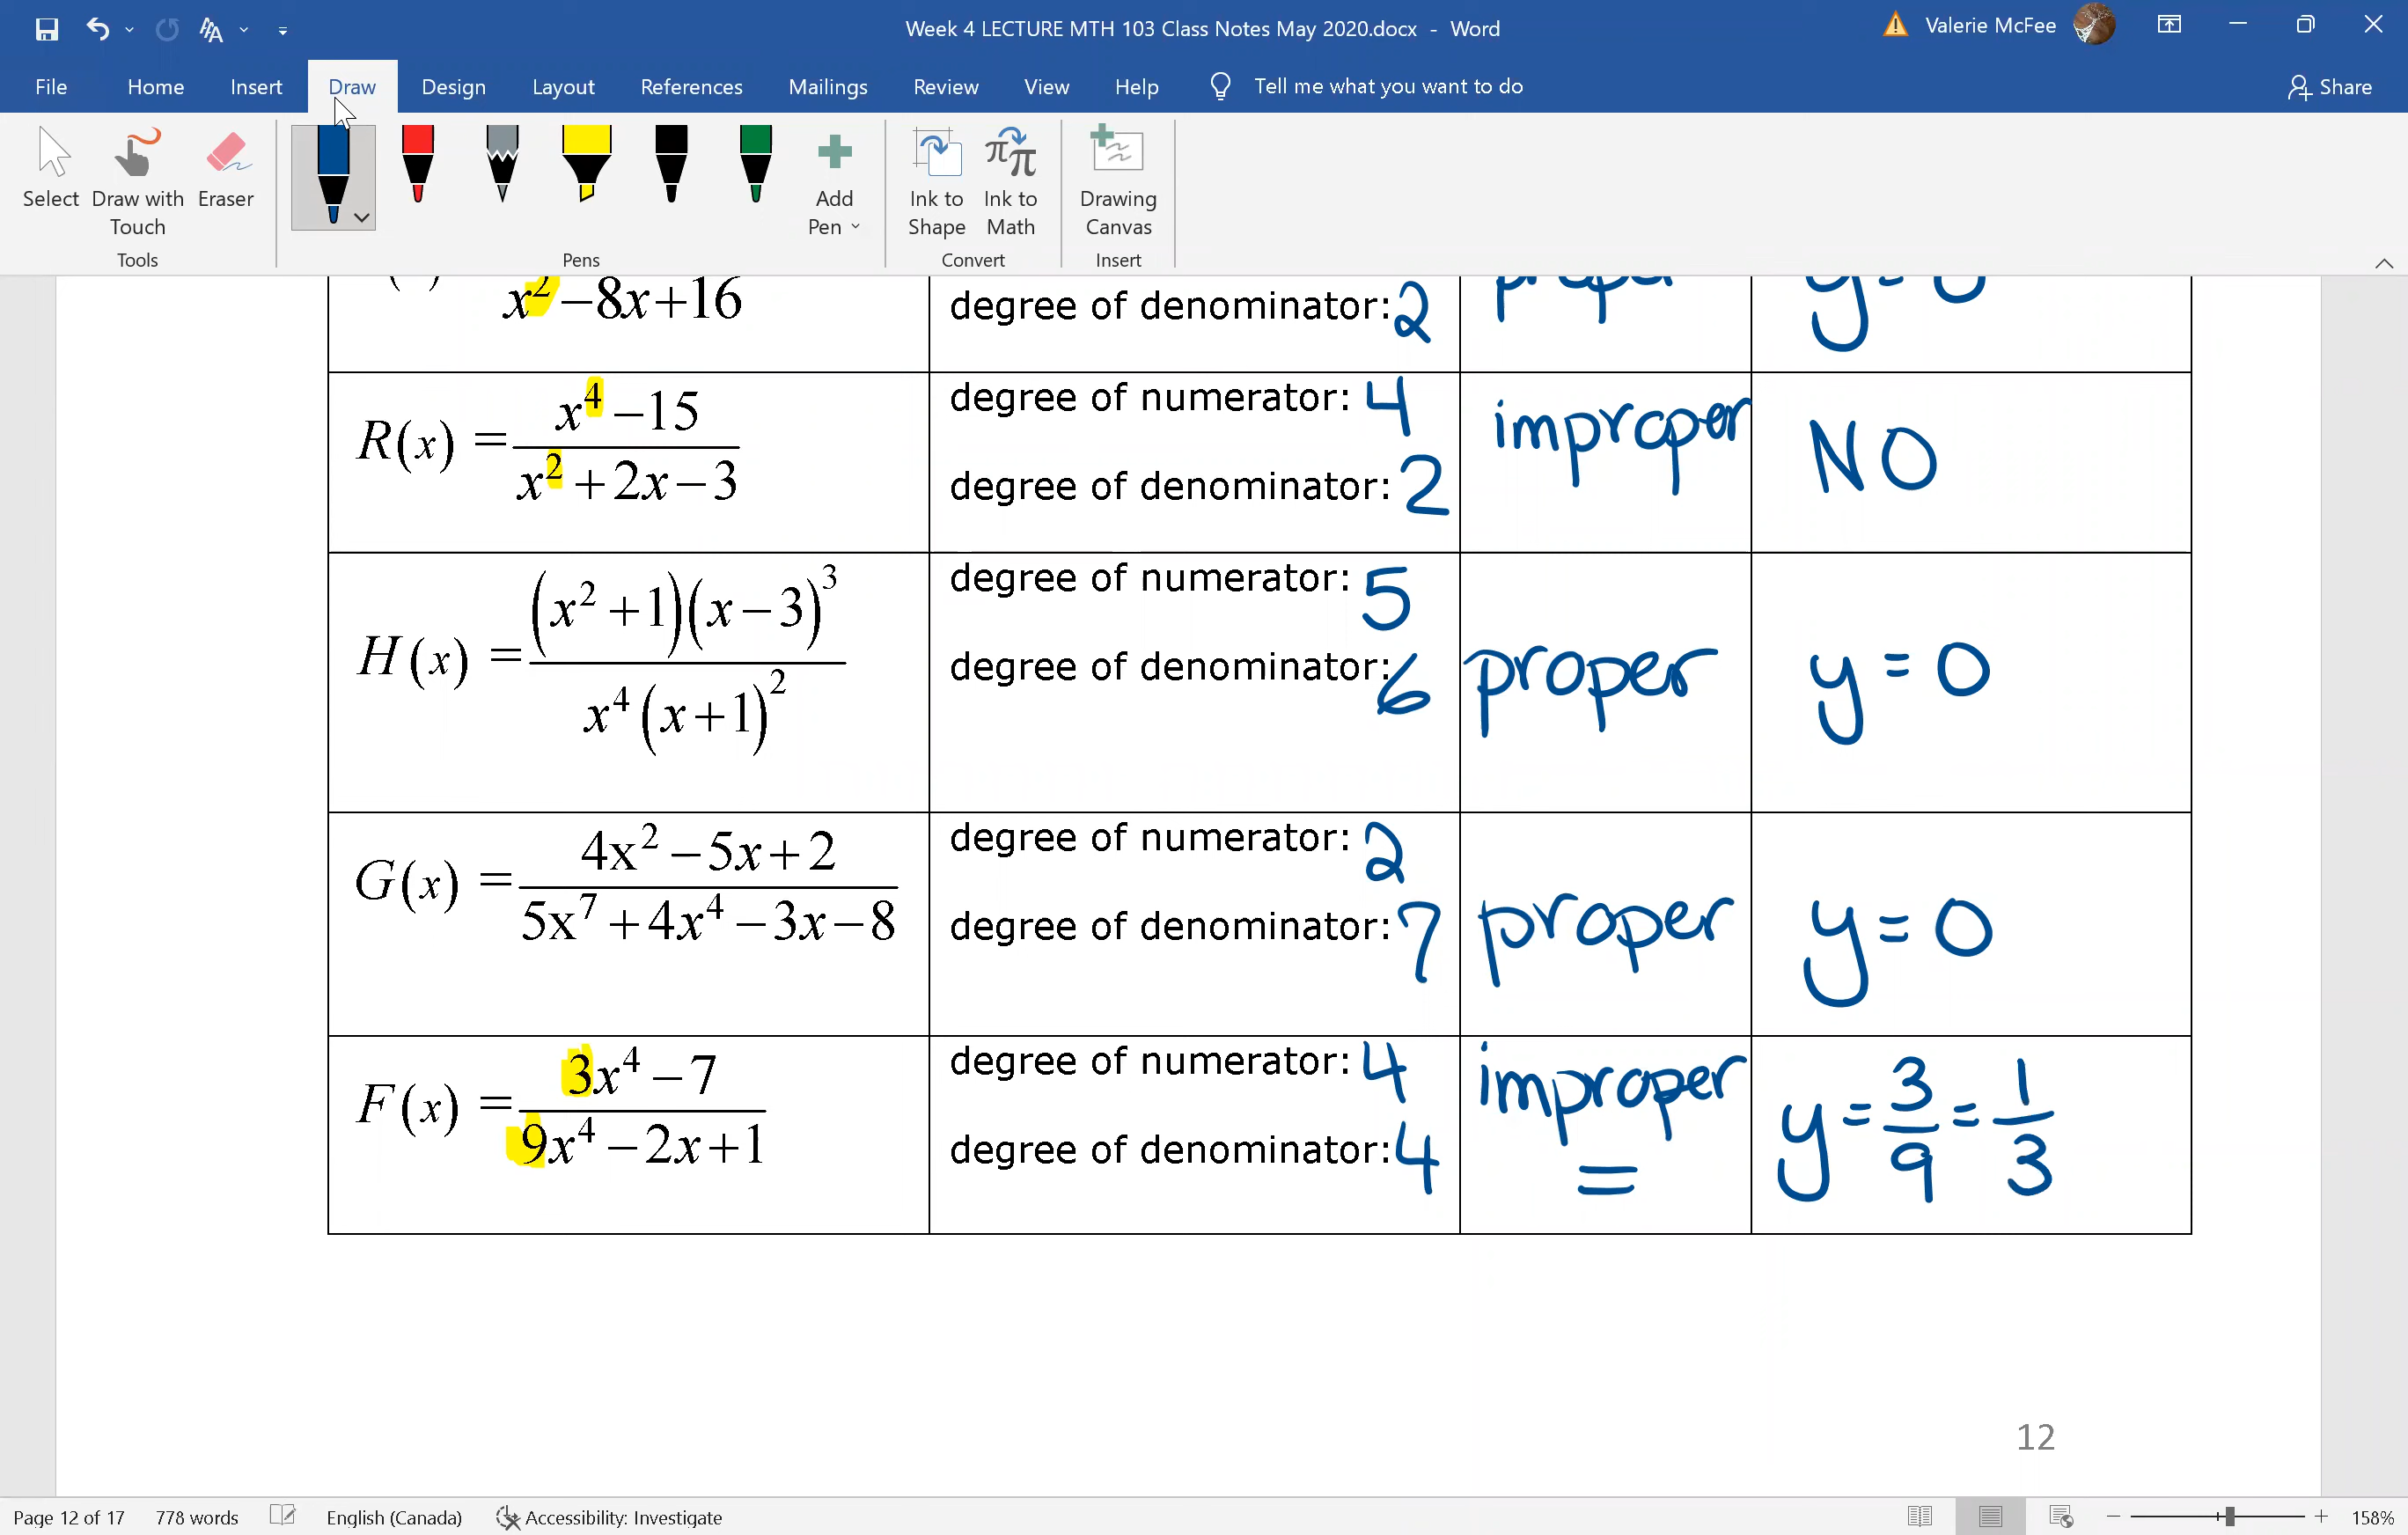 Week 4 LECTURE MTH 103 Class Notes May 2020.docx - Word
Valerie McFee
File Home Insert Draw Design Layout References Mailings Review View Help Tell me what you want to do Share
Select Draw with Touch Eraser
Add Pen
Ink to Shape Ink to Math
Drawing Canvas
Tools Pens Convert Insert
x² −8x+16
degree of denominator: 2
proper
y = 0
R(x) = (x⁴ −15)/(x² +2x−3)
degree of numerator: 4
degree of denominator: 2
improper
NO
H(x) = ((x² +1)(x−3)³)/(x⁴(x+1)²)
degree of numerator: 5
degree of denominator: 6
proper
y = 0
G(x) = (4x² −5x+2)/(5x⁷ +4x⁴ −3x−8)
degree of numerator: 2
degree of denominator: 7
proper
y = 0
F(x) = (3x⁴ −7)/(9x⁴ −2x+1)
degree of numerator: 4
degree of denominator: 4
improper
=
y = 3/9 = 1/3
12
Page 12 of 17 778 words English (Canada) Accessibility: Investigate 158%